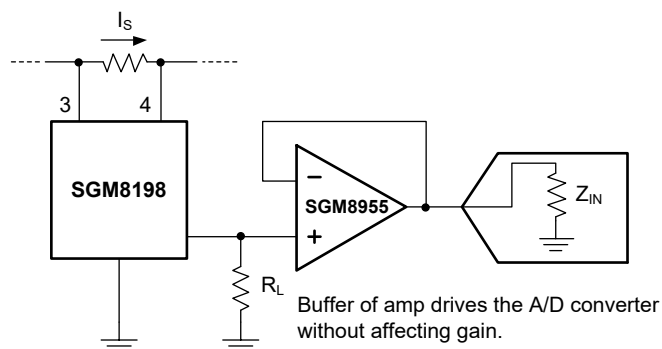 I_S
3
4
SGM8198
−
SGM8955
+
Z_IN
R_L
Buffer of amp drives the A/D converter
without affecting gain.